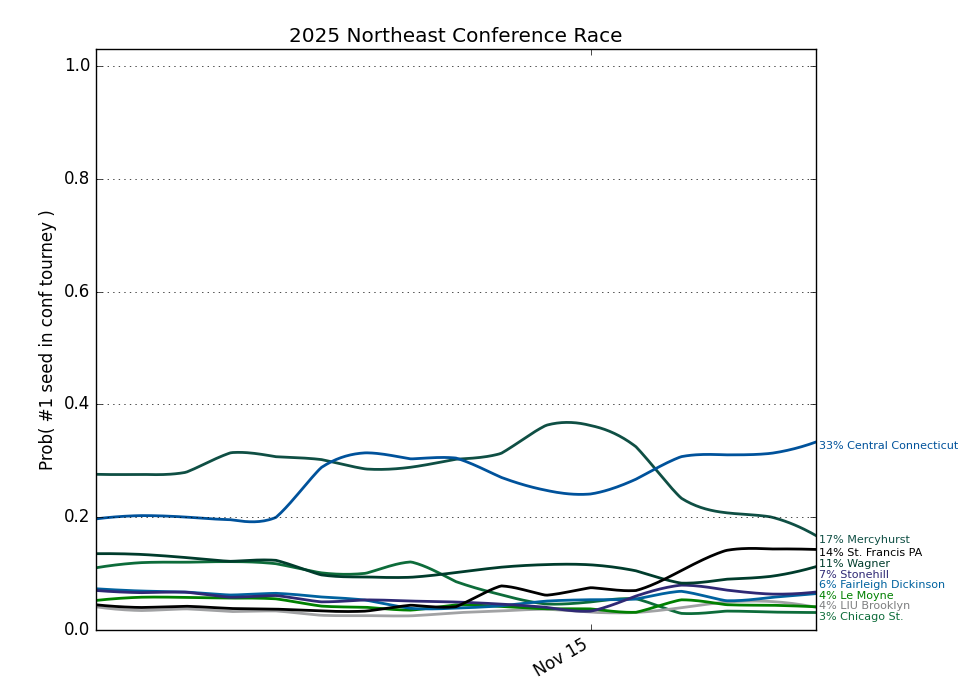 2025 Northeast Conference Race
Prob( #1 seed in conf tourney )
1.0
0.8
0.6
0.4
0.2
0.0
Nov 15
33% Central Connecticut
17% Mercyhurst
14% St. Francis PA
11% Wagner
7% Stonehill
6% Fairleigh Dickinson
4% Le Moyne
4% LIU Brooklyn
3% Chicago St.